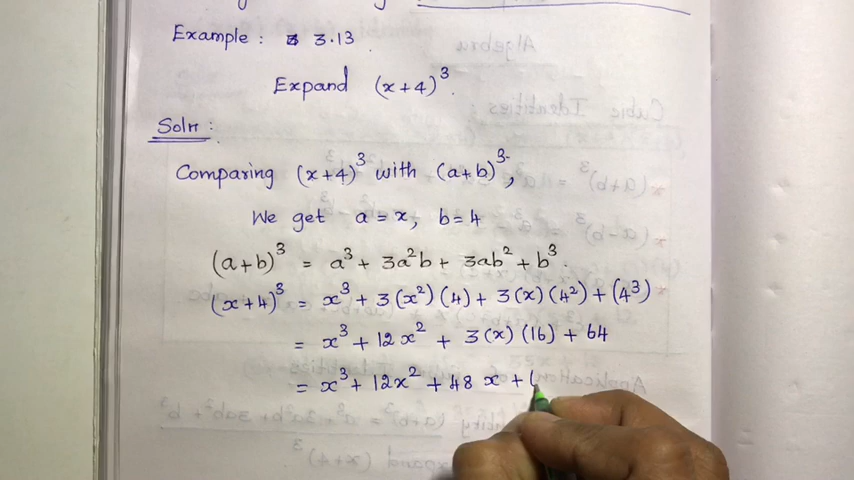 Example : 3.13
Expand (x+4)³.
Soln :
Comparing (x+4)³ with (a+b)³,
We get a = x, b = 4
(a+b)³ = a³ + 3a²b + 3ab² + b³.
(x+4)³ = x³ + 3(x²)(4) + 3(x)(4²) + (4³)
= x³ + 12x² + 3(x)(16) + 64
= x³ + 12x² + 48x +